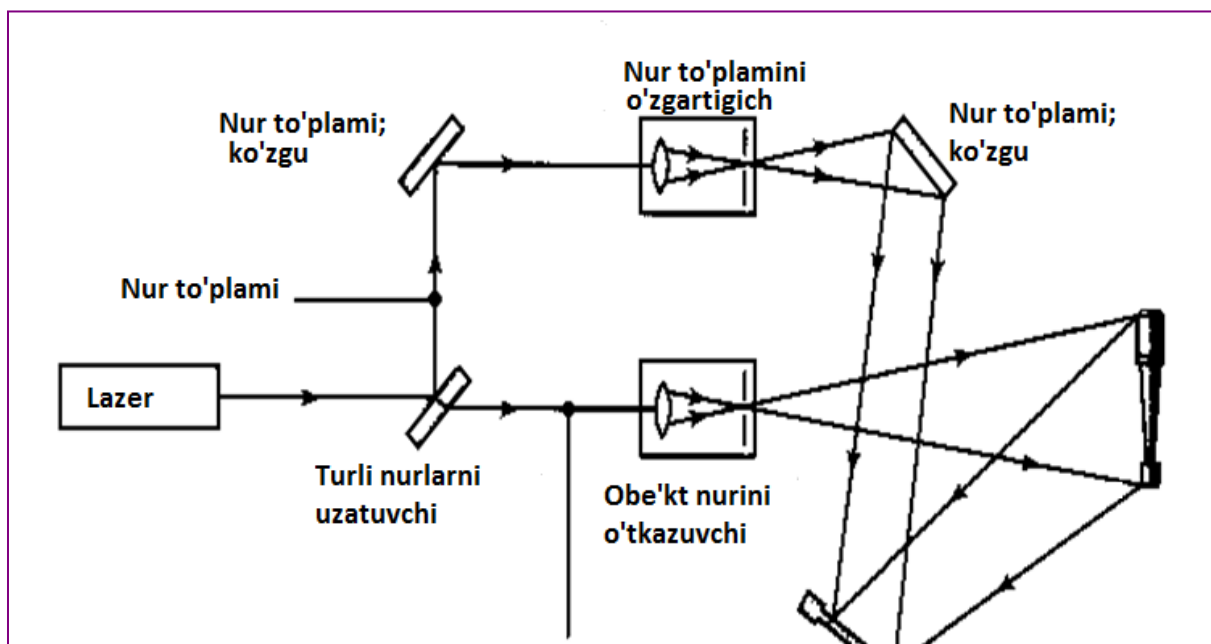 Nur to'plamini
o'zgartigich
Nur to'plami;
ko'zgu
Nur to'plami;
ko'zgu
Nur to'plami
Lazer
Turli nurlarni
uzatuvchi
Obe'kt nurini
o'tkazuvchi